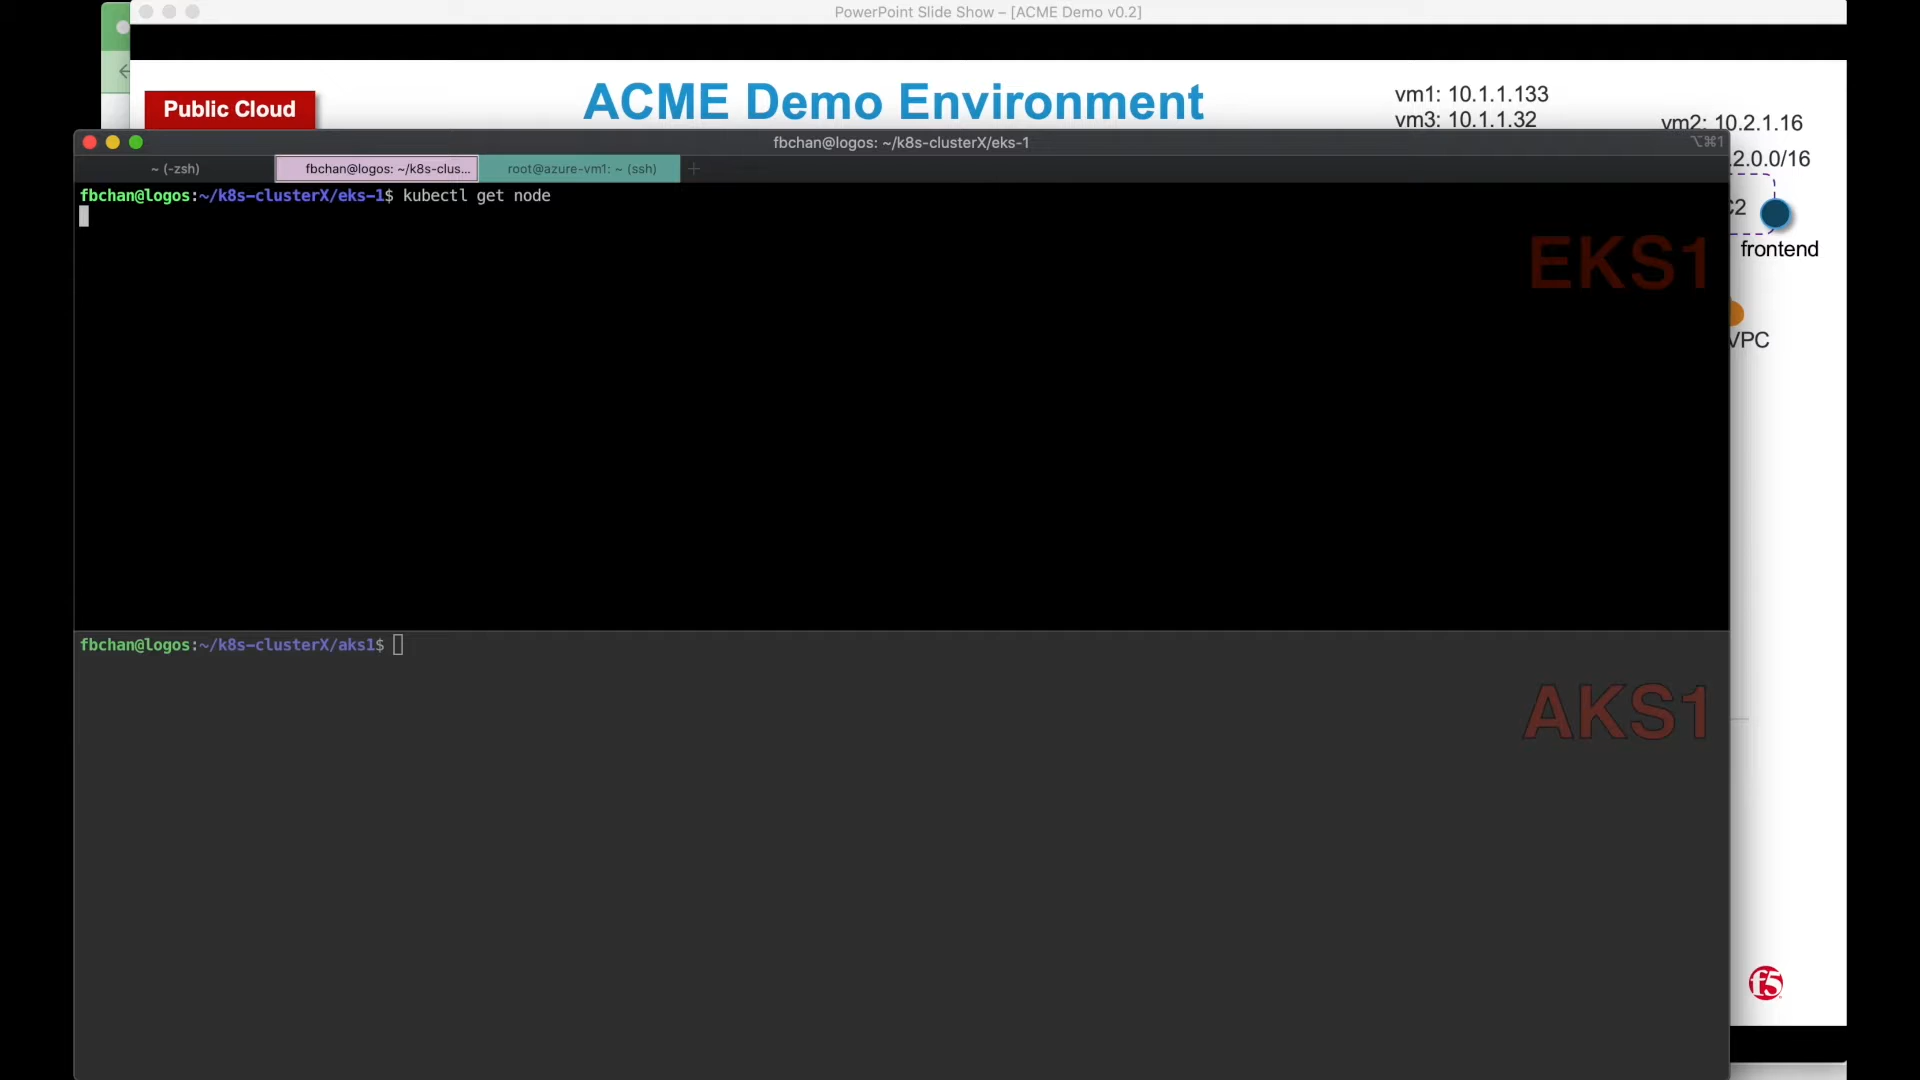 PowerPoint Slide Show – [ACME Demo v0.2]
Public Cloud
ACME Demo Environment
vm1: 10.1.1.133
vm3: 10.1.1.32
vm2: 10.2.1.16
fbchan@logos: ~/k8s-clusterX/eks-1
⌥⌘1
.2.0.0/16
~ (-zsh)
fbchan@logos: ~/k8s-clus...
root@azure-vm1: ~ (ssh)
+
fbchan@logos:~/k8s-clusterX/eks-1$ kubectl get node
EKS1
frontend
VPC
fbchan@logos:~/k8s-clusterX/aks1$
AKS1
f5